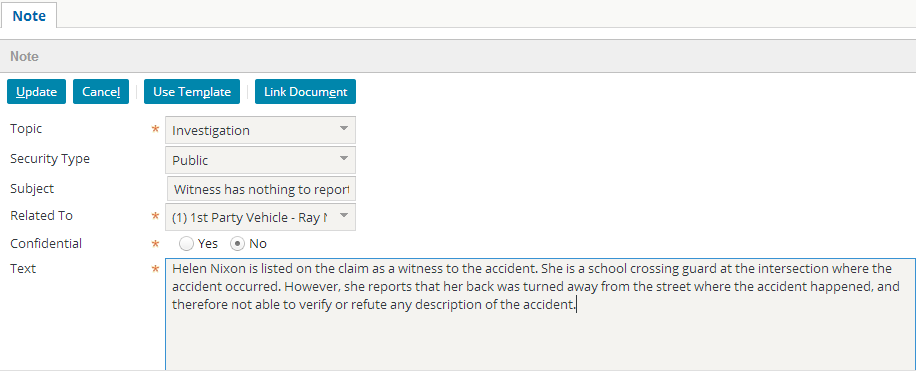 Note
Note
Update Cancel Use Template Link Document
Topic * Investigation
Security Type Public
Subject Witness has nothing to report
Related To * (1) 1st Party Vehicle - Ray
Confidential * Yes No
Text * Helen Nixon is listed on the claim as a witness to the accident. She is a school crossing guard at the intersection where the
accident occurred. However, she reports that her back was turned away from the street where the accident happened, and
therefore not able to verify or refute any description of the accident.